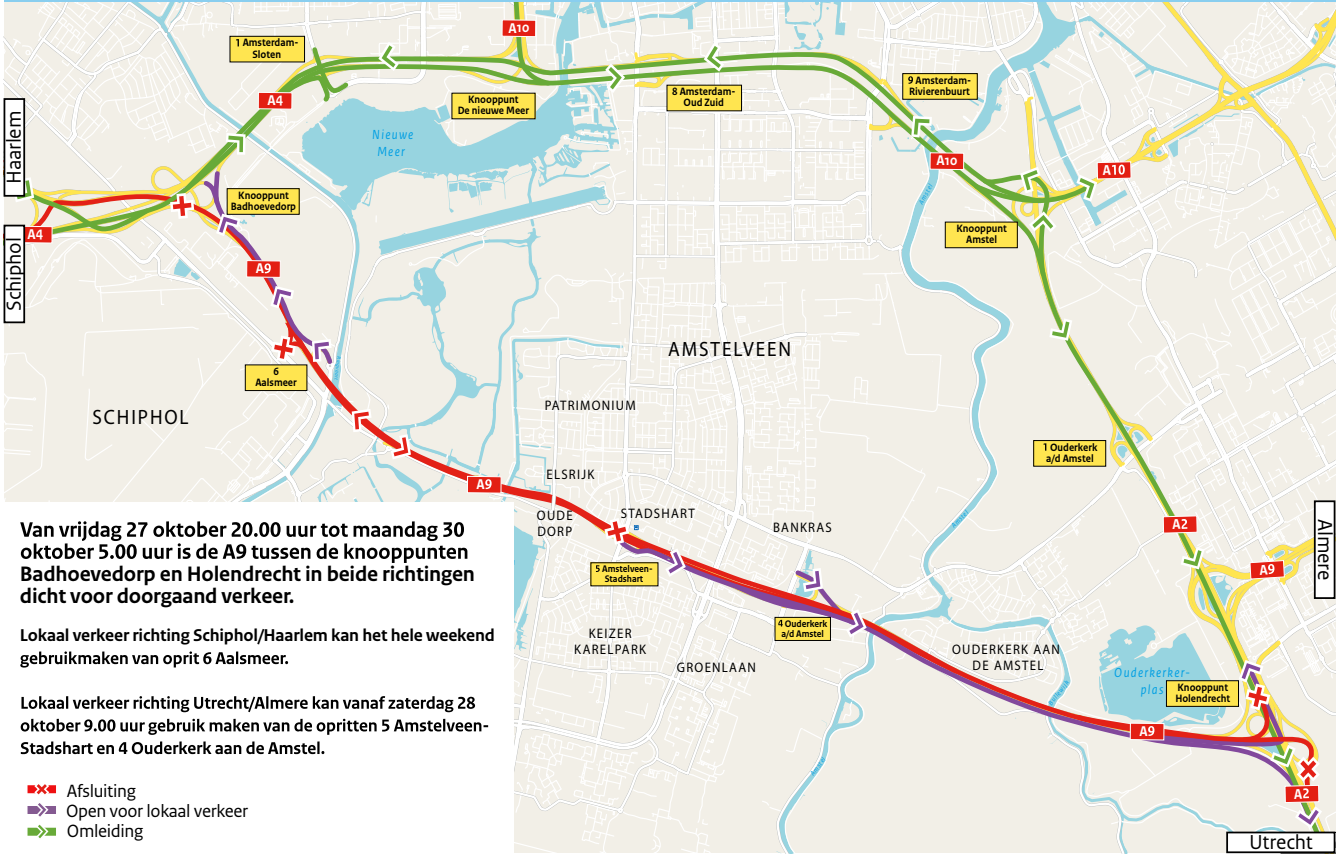 A10
1 Amsterdam-
Sloten
A4
Knooppunt
De nieuwe Meer
8 Amsterdam-
Oud Zuid
9 Amsterdam-
Rivierenbuurt
Haarlem
Nieuwe
Meer
A10
A10
Knooppunt
Badhoevedorp
Knooppunt
Amstel
Schiphol
A4
A9
AMSTELVEEN
6
Aalsmeer
SCHIPHOL
PATRIMONIUM
1 Ouderkerk
a/d Amstel
ELSRIJK
A9
OUDE
DORP
STADSHART
BANKRAS
A2
Almere
A9
5 Amstelveen-
Stadshart
4 Ouderkerk
a/d Amstel
KEIZER
KARELPARK
GROENLAAN
OUDERKERK AAN
DE AMSTEL
Ouderkerker-
plas
Knooppunt
Holendrecht
A9
A2
Utrecht
Van vrijdag 27 oktober 20.00 uur tot maandag 30
oktober 5.00 uur is de A9 tussen de knooppunten
Badhoevedorp en Holendrecht in beide richtingen
dicht voor doorgaand verkeer.
Lokaal verkeer richting Schiphol/Haarlem kan het hele weekend
gebruikmaken van oprit 6 Aalsmeer.
Lokaal verkeer richting Utrecht/Almere kan vanaf zaterdag 28
oktober 9.00 uur gebruik maken van de opritten 5 Amstelveen-
Stadshart en 4 Ouderkerk aan de Amstel.
Afsluiting
Open voor lokaal verkeer
Omleiding